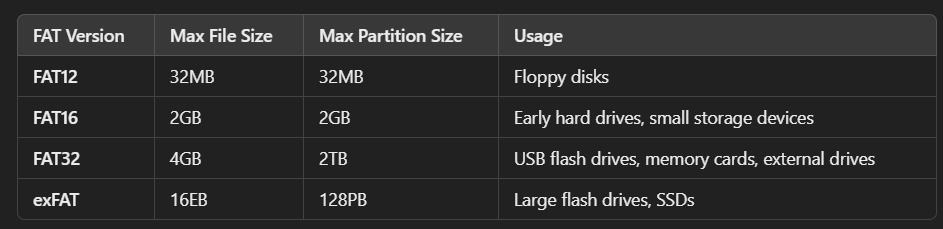 FAT Version Max File Size Max Partition Size Usage
FAT12 32MB 32MB Floppy disks
FAT16 2GB 2GB Early hard drives, small storage devices
FAT32 4GB 2TB USB flash drives, memory cards, external drives
exFAT 16EB 128PB Large flash drives, SSDs